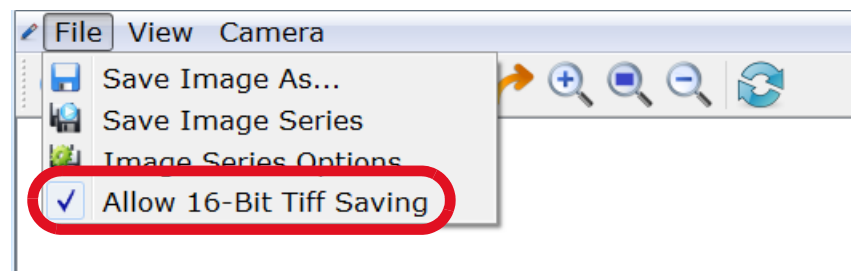 File View Camera
Save Image As...
Save Image Series
Image Series Options
Allow 16-Bit Tiff Saving